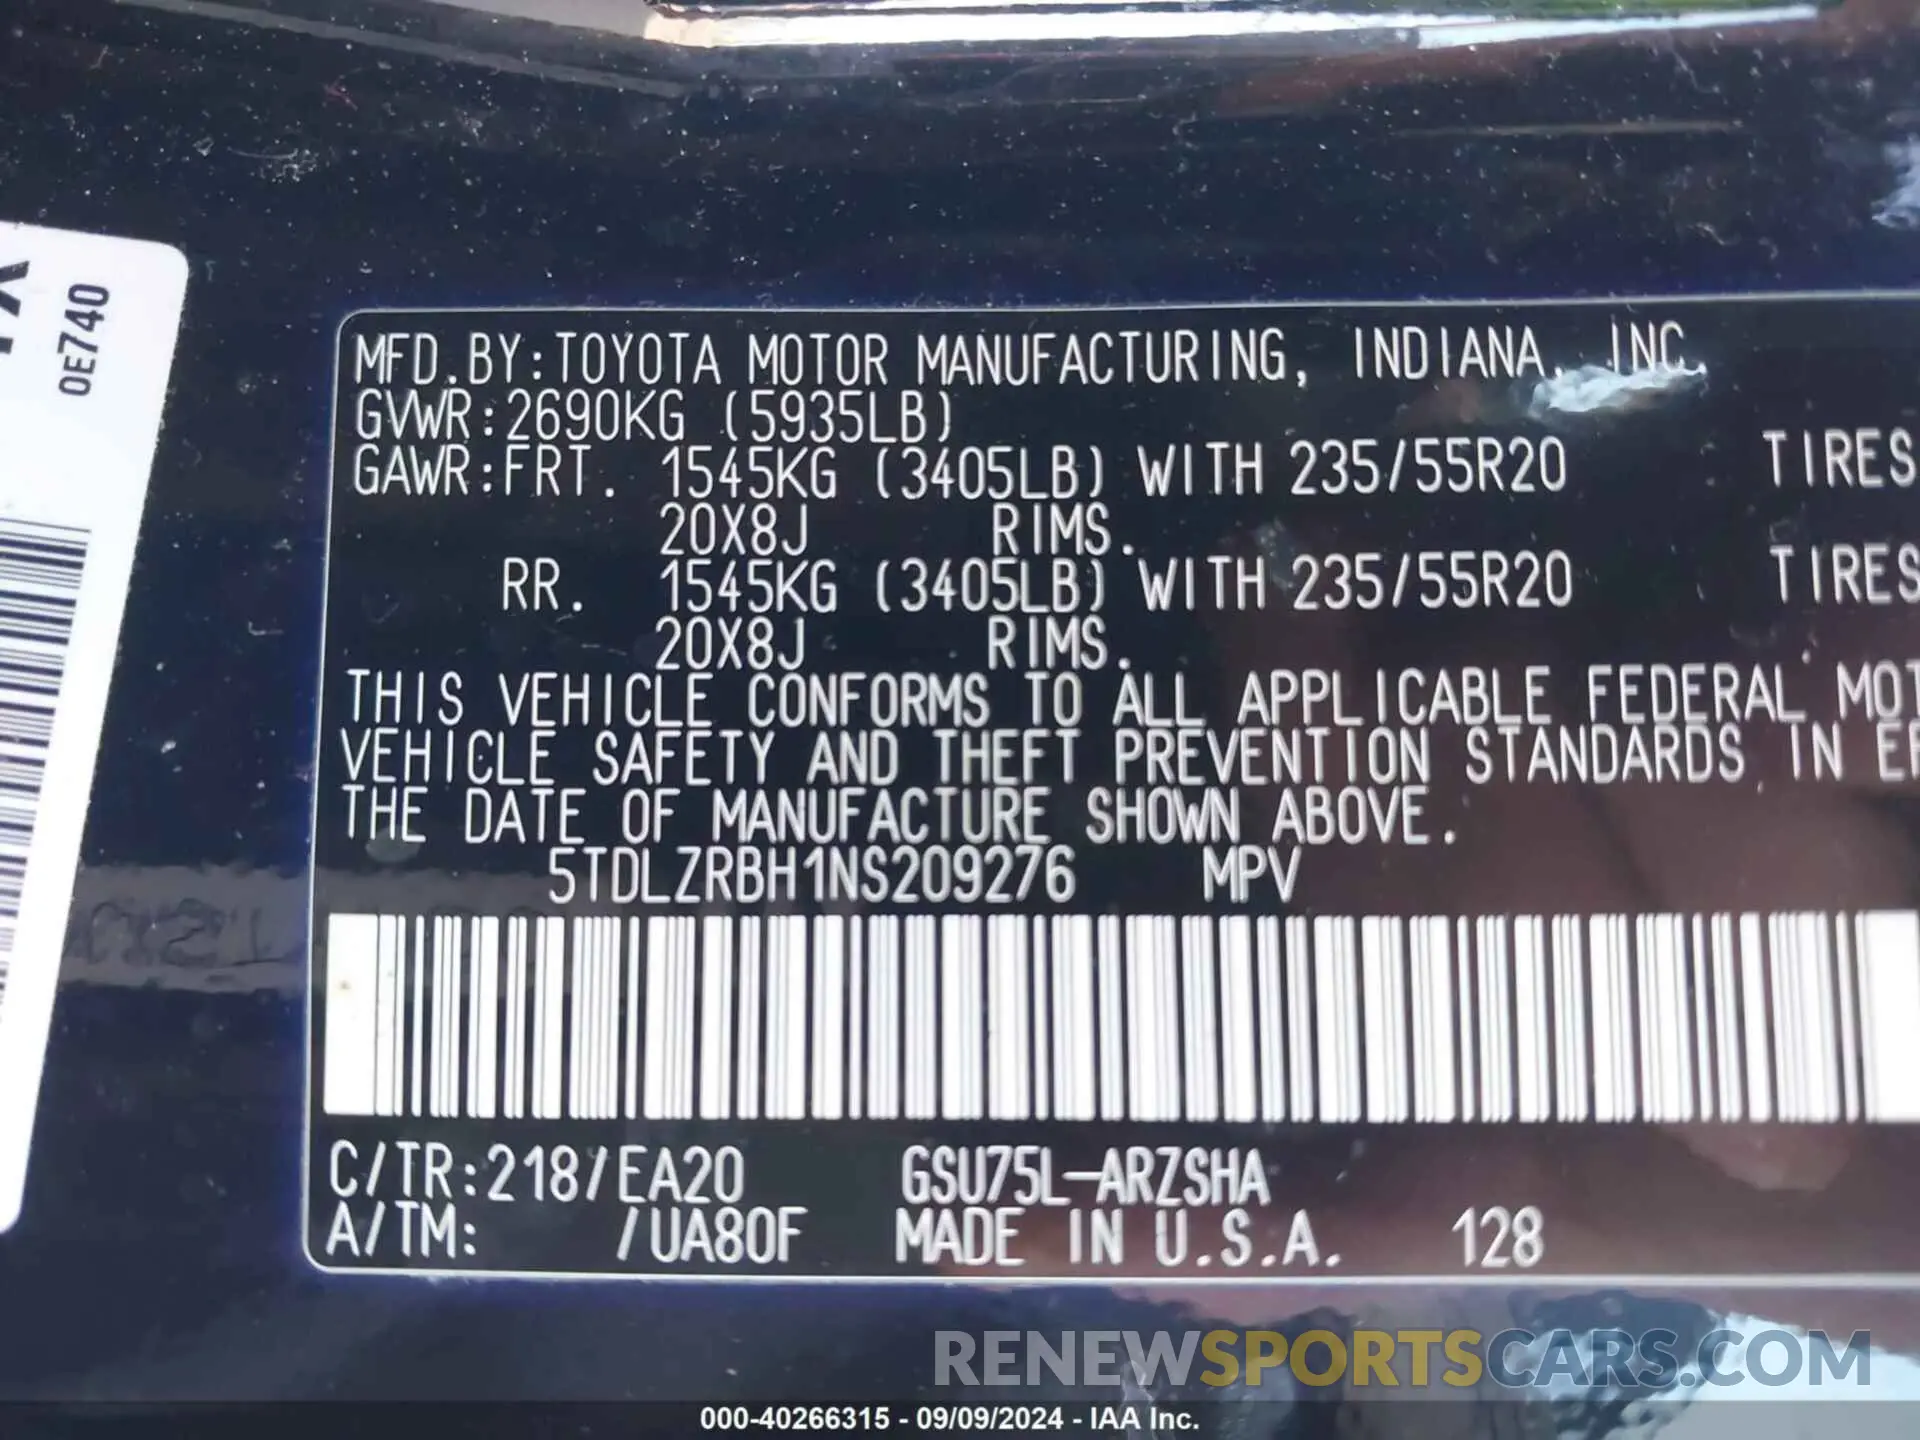 0E740
MFD.BY:TOYOTA MOTOR MANUFACTURING, INDIANA, INC.
GVWR:2690KG (5935LB)
GAWR:FRT. 1545KG (3405LB) WITH 235/55R20 TIRES
20X8J RIMS.
RR. 1545KG (3405LB) WITH 235/55R20 TIRES
20X8J RIMS.
THIS VEHICLE CONFORMS TO ALL APPLICABLE FEDERAL MOT
VEHICLE SAFETY AND THEFT PREVENTION STANDARDS IN EF
THE DATE OF MANUFACTURE SHOWN ABOVE.
5TDLZRBH1NS209276 MPV
C/TR:218/EA20 GSU75L-ARZSHA
A/TM: /UA80F MADE IN U.S.A. 128
RENEWSPORTSCARS.COM
000-40266315 - 09/09/2024 - IAA Inc.